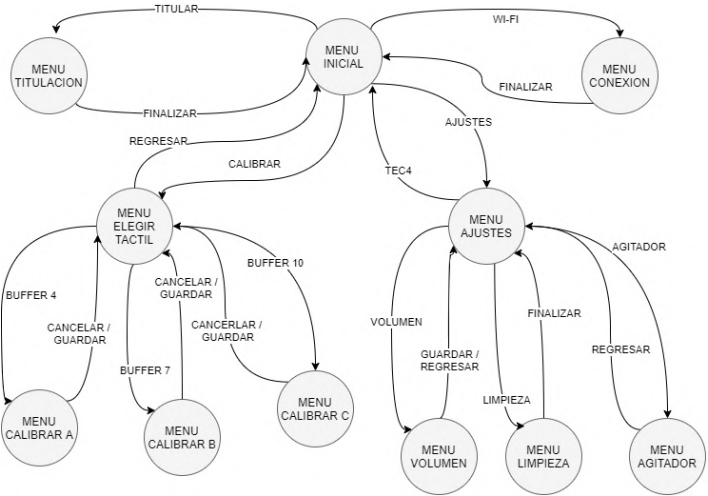 TITULAR
WI-FI
MENU
INICIAL
MENU
TITULACION
MENU
CONEXION
FINALIZAR
FINALIZAR
REGRESAR
AJUSTES
CALIBRAR
TEC4
MENU
ELEGIR
TACTIL
MENU
AJUSTES
AGITADOR
BUFFER 10
CANCELAR /
GUARDAR
BUFFER 4
FINALIZAR
VOLUMEN
CANCELAR /
GUARDAR
CANCERLAR /
GUARDAR
REGRESAR
GUARDAR /
REGRESAR
BUFFER 7
LIMPIEZA
MENU
CALIBRAR C
MENU
CALIBRAR A
MENU
CALIBRAR B
MENU
VOLUMEN
MENU
LIMPIEZA
MENU
AGITADOR